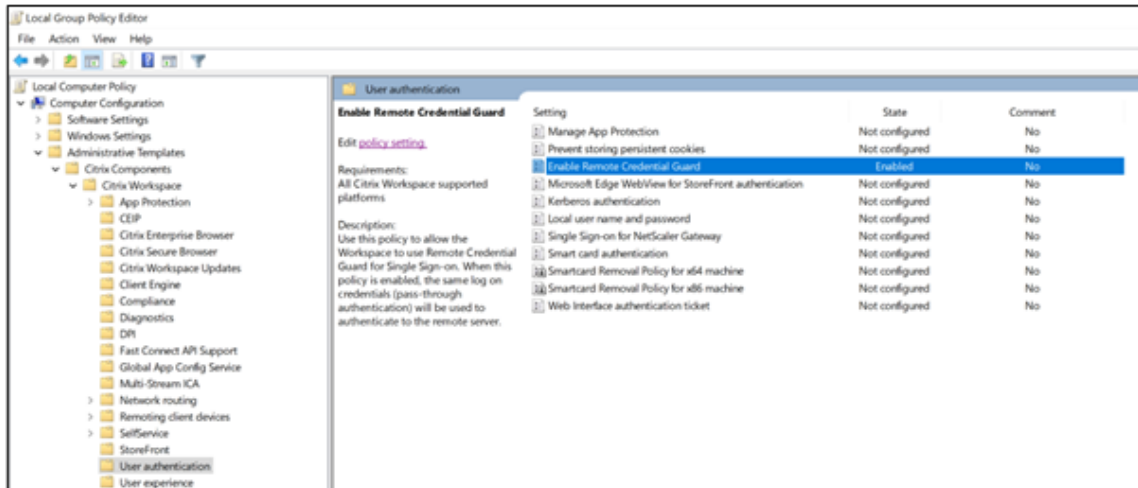 Local Group Policy Editor
File Action View Help
Local Computer Policy
Computer Configuration
Software Settings
Windows Settings
Administrative Templates
Citrix Components
Citrix Workspace
App Protection
CEIP
Citrix Enterprise Browser
Citrix Secure Browser
Citrix Workspace Updates
Client Engine
Compliance
Diagnostics
DPI
Fast Connect API Support
Global App Config Service
Multi-Stream ICA
Network routing
Remoting client devices
SelfService
StoreFront
User authentication
User experience
User authentication
Enable Remote Credential Guard
Edit policy setting
Requirements:
All Citrix Workspace supported
platforms
Description:
Use this policy to allow the
Workspace to use Remote Credential
Guard for Single Sign-on. When this
policy is enabled, the same log on
credentials (pass-through
authentication) will be used to
authenticate to the remote server.
Setting State Comment
Manage App Protection Not configured No
Prevent storing persistent cookies Not configured No
Enable Remote Credential Guard Enabled No
Microsoft Edge WebView for StoreFront authentication Not configured No
Kerberos authentication Not configured No
Local user name and password Not configured No
Single Sign-on for NetScaler Gateway Not configured No
Smart card authentication Not configured No
Smartcard Removal Policy for x64 machine Not configured No
Smartcard Removal Policy for x86 machine Not configured No
Web Interface authentication ticket Not configured No